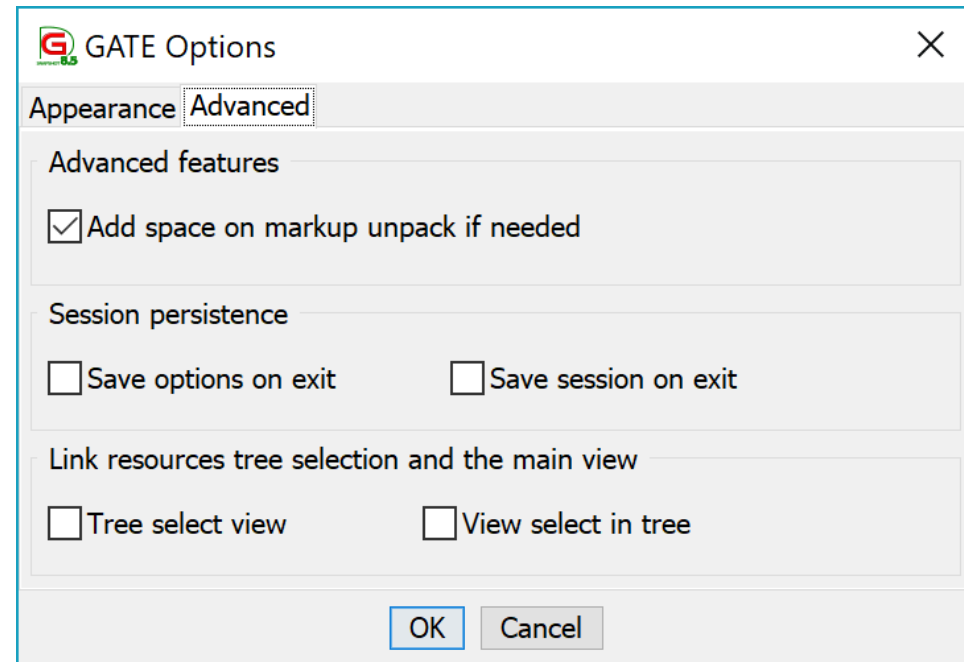 GATE Options
Appearance Advanced
Advanced features
Add space on markup unpack if needed
Session persistence
Save options on exit Save session on exit
Link resources tree selection and the main view
Tree select view View select in tree
OK Cancel